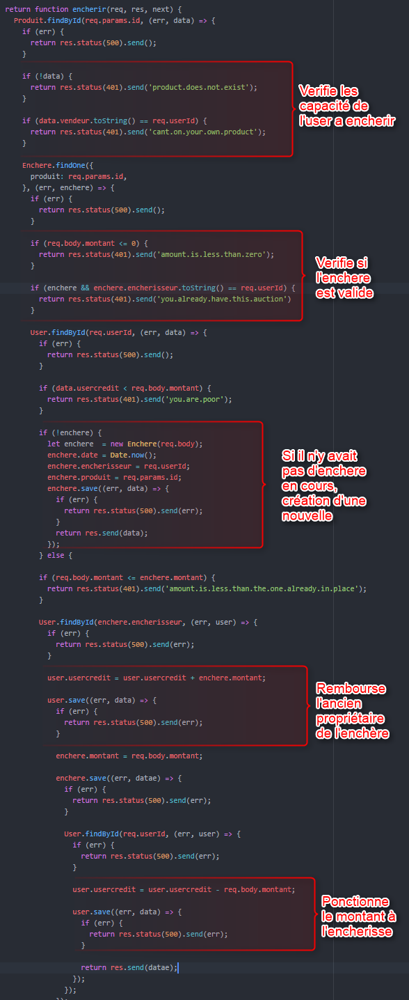 return function encherir(req, res, next) {
Produit.findById(req.params.id, (err, data) => {
if (err) {
return res.status(500).send();
}
if (!data) {
return res.status(401).send('product.does.not.exist');
}
if (data.vendeur.toString() == req.userId) {
return res.status(401).send('cant.on.your.own.product');
}
Verifie les
capacité de
l'user a encherir
Enchere.findOne({
produit: req.params.id,
}, (err, enchere) => {
if (err) {
return res.status(500).send();
}
if (req.body.montant <= 0) {
return res.status(401).send('amount.is.less.than.zero');
}
if (enchere && enchere.encherisseur.toString() == req.userId) {
return res.status(401).send('you.already.have.this.auction')
}
Verifie si
l'enchere
est valide
User.findById(req.userId, (err, data) => {
if (err) {
return res.status(500).send();
}
if (data.usercredit < req.body.montant) {
return res.status(401).send('you.are.poor');
}
if (!enchere) {
let enchere = new Enchere(req.body);
enchere.date = Date.now();
enchere.encherisseur = req.userId;
enchere.produit = req.params.id;
enchere.save((err, data) => {
if (err) {
return res.status(500).send(err);
}
return res.send(data);
});
Si il n'y avait
pas d'enchere
en cours,
création d'une
nouvelle
} else {
if (req.body.montant <= enchere.montant) {
return res.status(401).send('amount.is.less.than.the.one.already.in.place');
}
User.findById(enchere.encherisseur, (err, user) => {
if (err) {
return res.status(500).send(err);
}
user.usercredit = user.usercredit + enchere.montant;
user.save((err, data) => {
if (err) {
return res.status(500).send(err);
}
Rembourse
l'ancien
propriétaire
de l'enchère
enchere.montant = req.body.montant;
enchere.save((err, datae) => {
if (err) {
return res.status(500).send(err);
}
User.findById(req.userId, (err, user) => {
if (err) {
return res.status(500).send(err);
}
user.usercredit = user.usercredit - req.body.montant;
user.save((err, data) => {
if (err) {
return res.status(500).send(err);
}
Ponctionne
le montant à
l'encherisse
return res.send(datae);
});
});
});